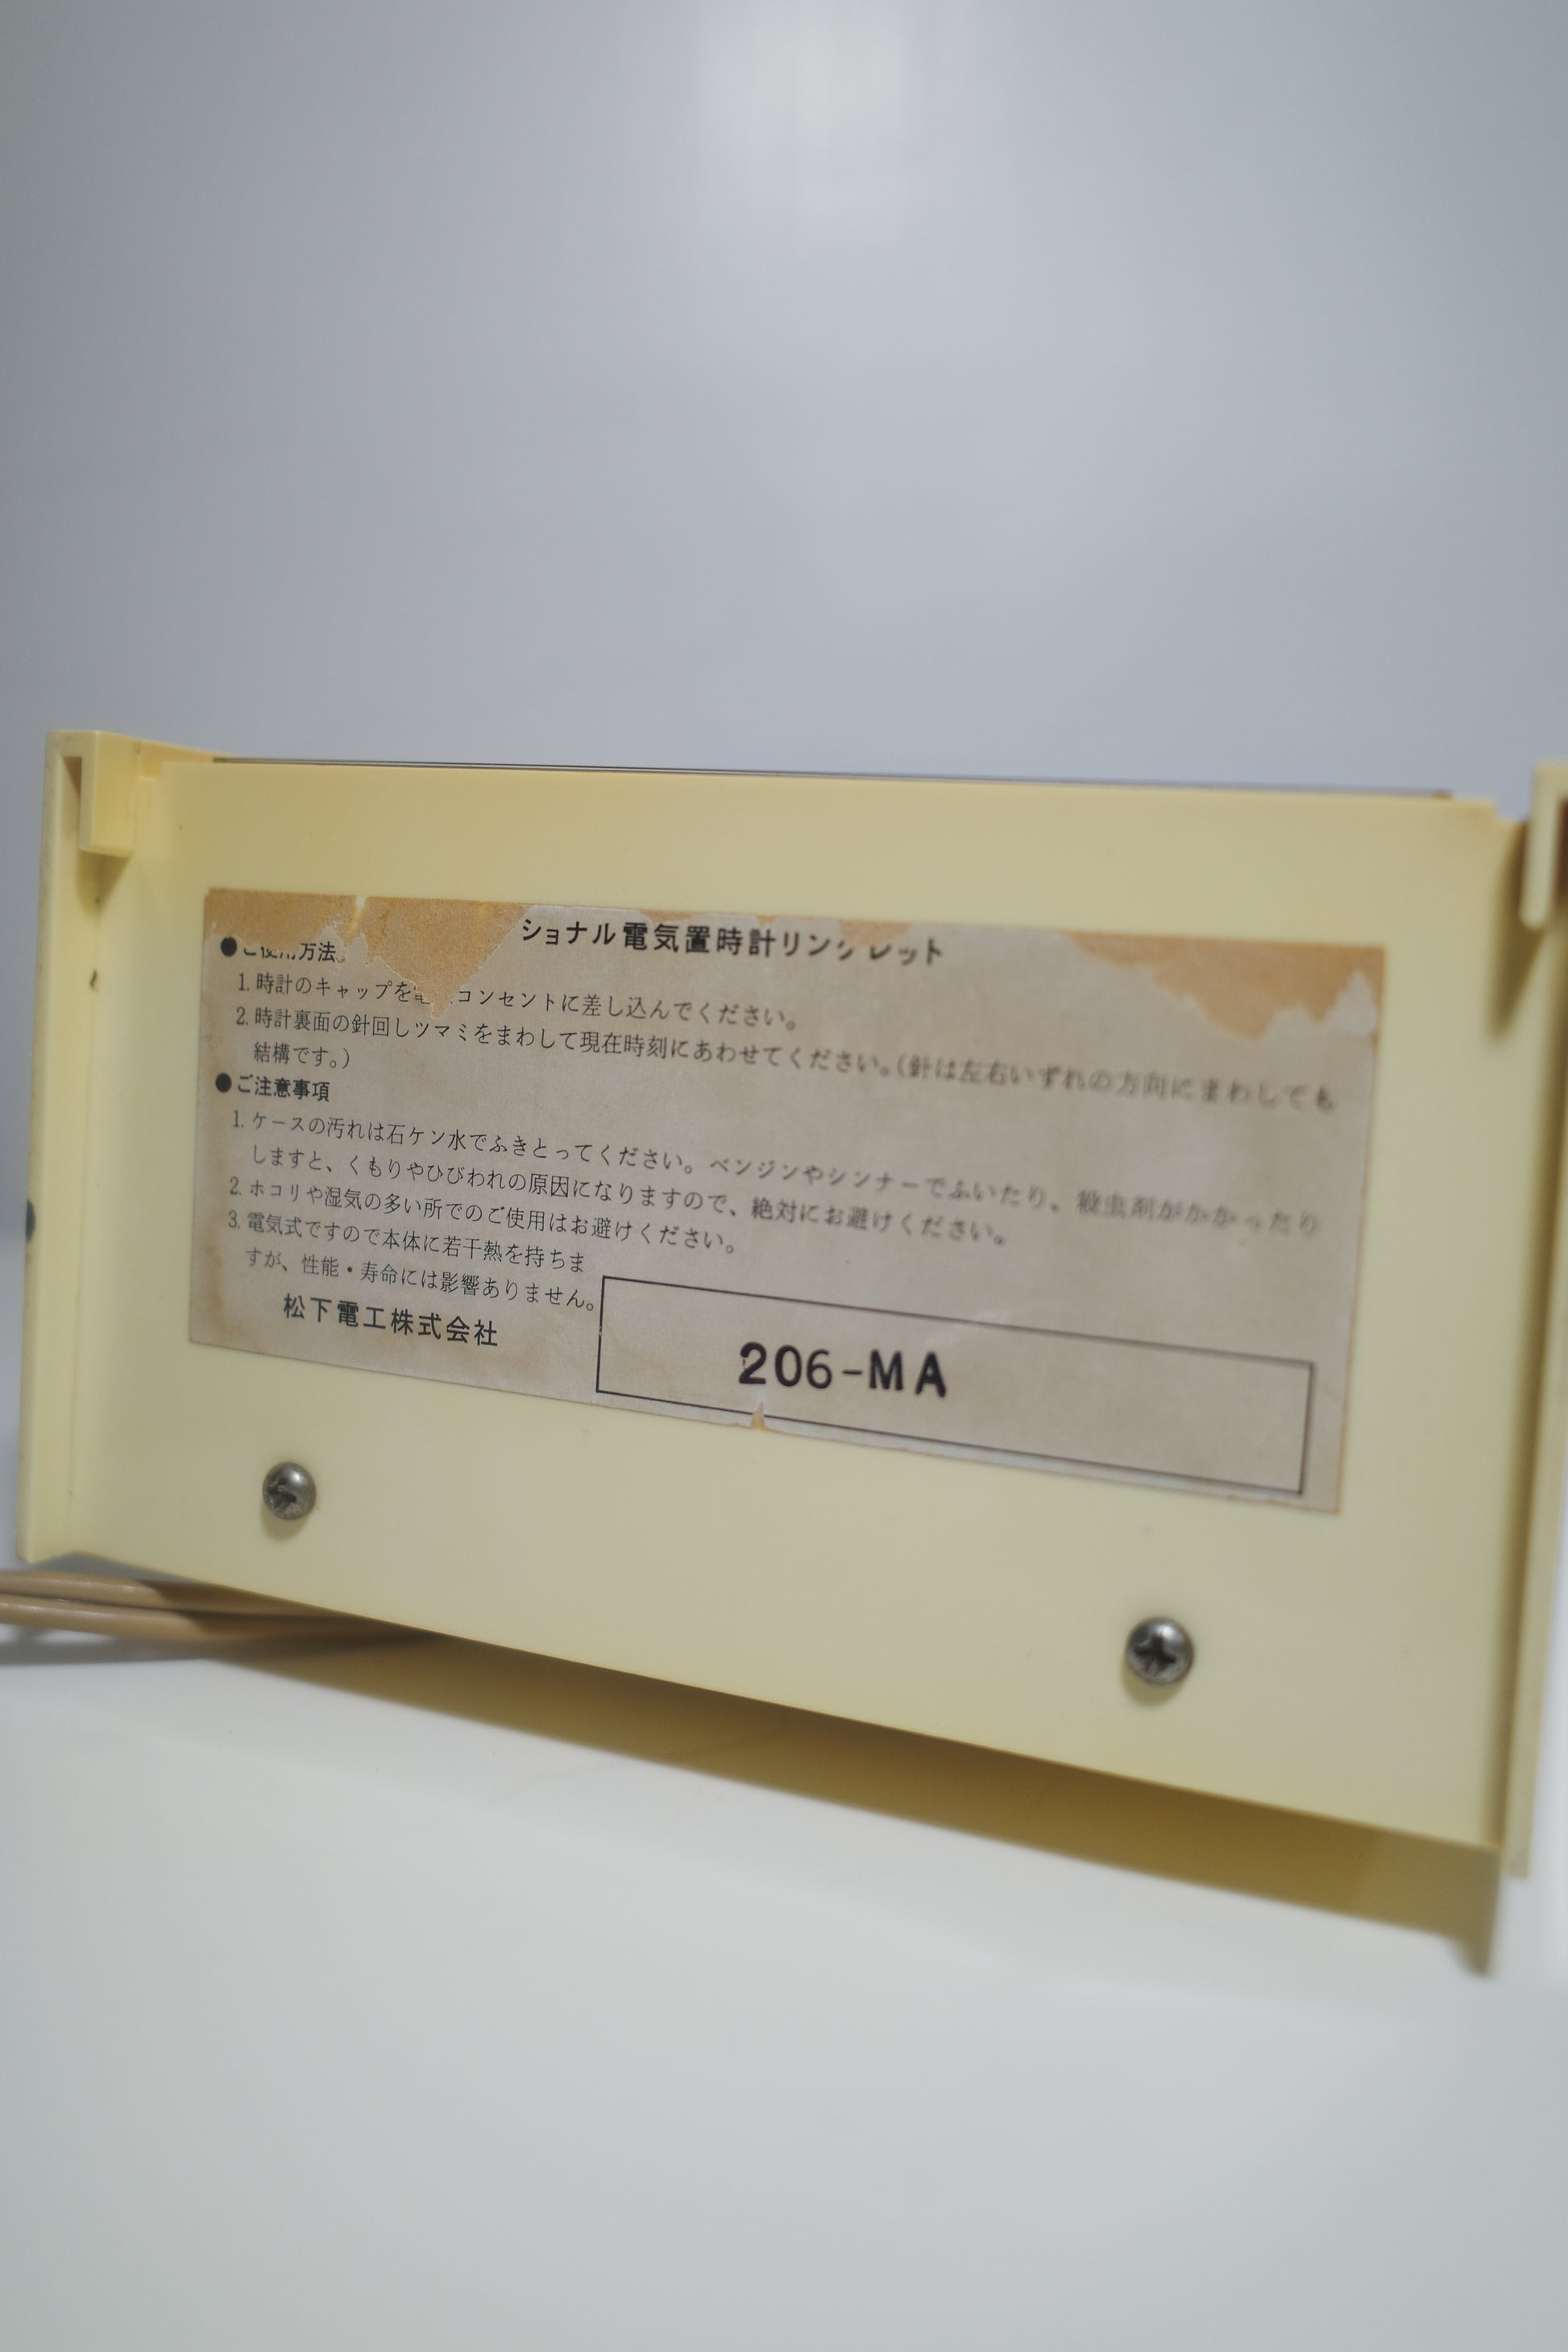 ショナル電気置時計リンクレット
●ご使用方法
1. 時計のキャップを コンセントに差し込んでください。
2. 時計裏面の針回しツマミをまわして現在時刻にあわせてください。(針は左右いずれの方向にまわしても
結構です。)
●ご注意事項
1. ケースの汚れは石ケン水でふきとってください。ベンジンやシンナーでふいたり、殺虫剤がかかったり
しますと、くもりやひびわれの原因になりますので、絶対にお避けください。
2. ホコリや湿気の多い所でのご使用はお避けください。
3. 電気式ですので本体に若干熱を持ちま
すが、性能・寿命には影響ありません。
松下電工株式会社
206-MA